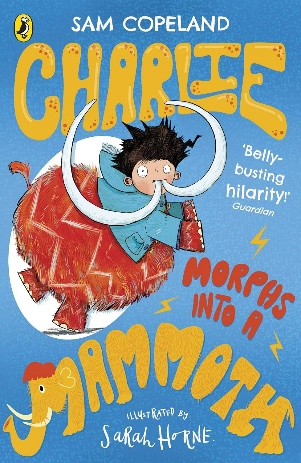 SAM COPELAND
CHARLIE
'Belly-
busting
hilarity!'
Guardian
MORPHS
INTO A
MAMMOTH
ILLUSTRATED BY
SARAH HORNE